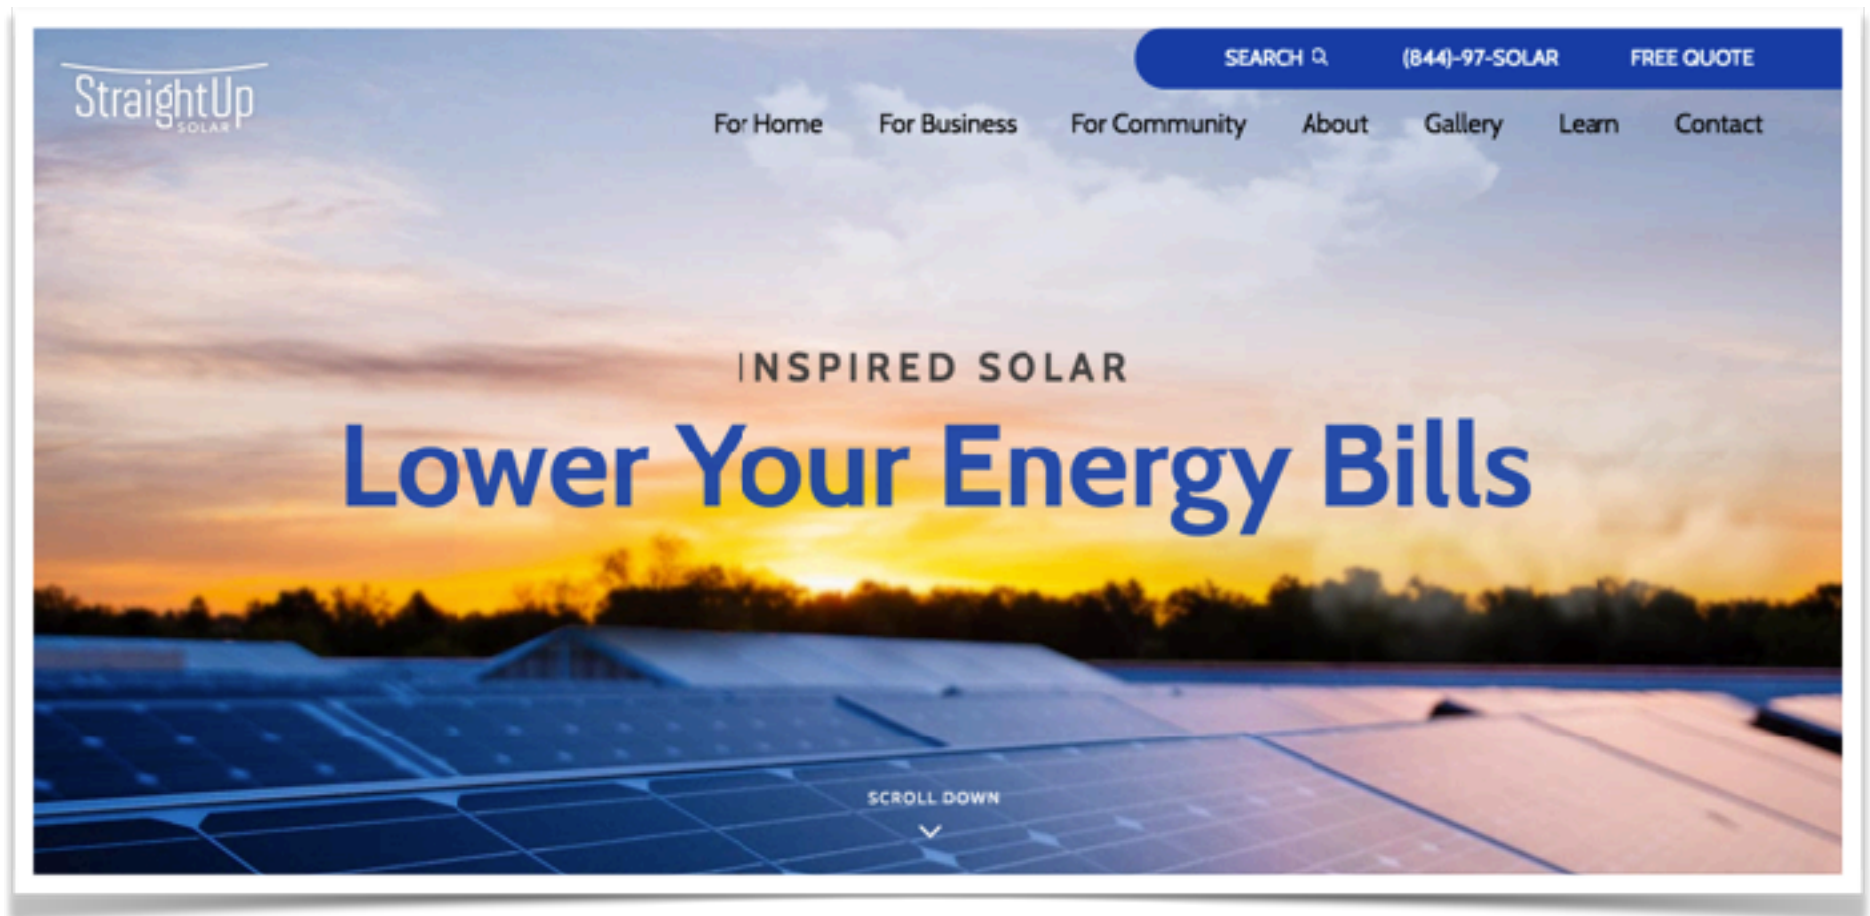 StraightUp
SOLAR
SEARCH (844)-97-SOLAR FREE QUOTE
For Home For Business For Community About Gallery Learn Contact
INSPIRED SOLAR
Lower Your Energy Bills
SCROLL DOWN